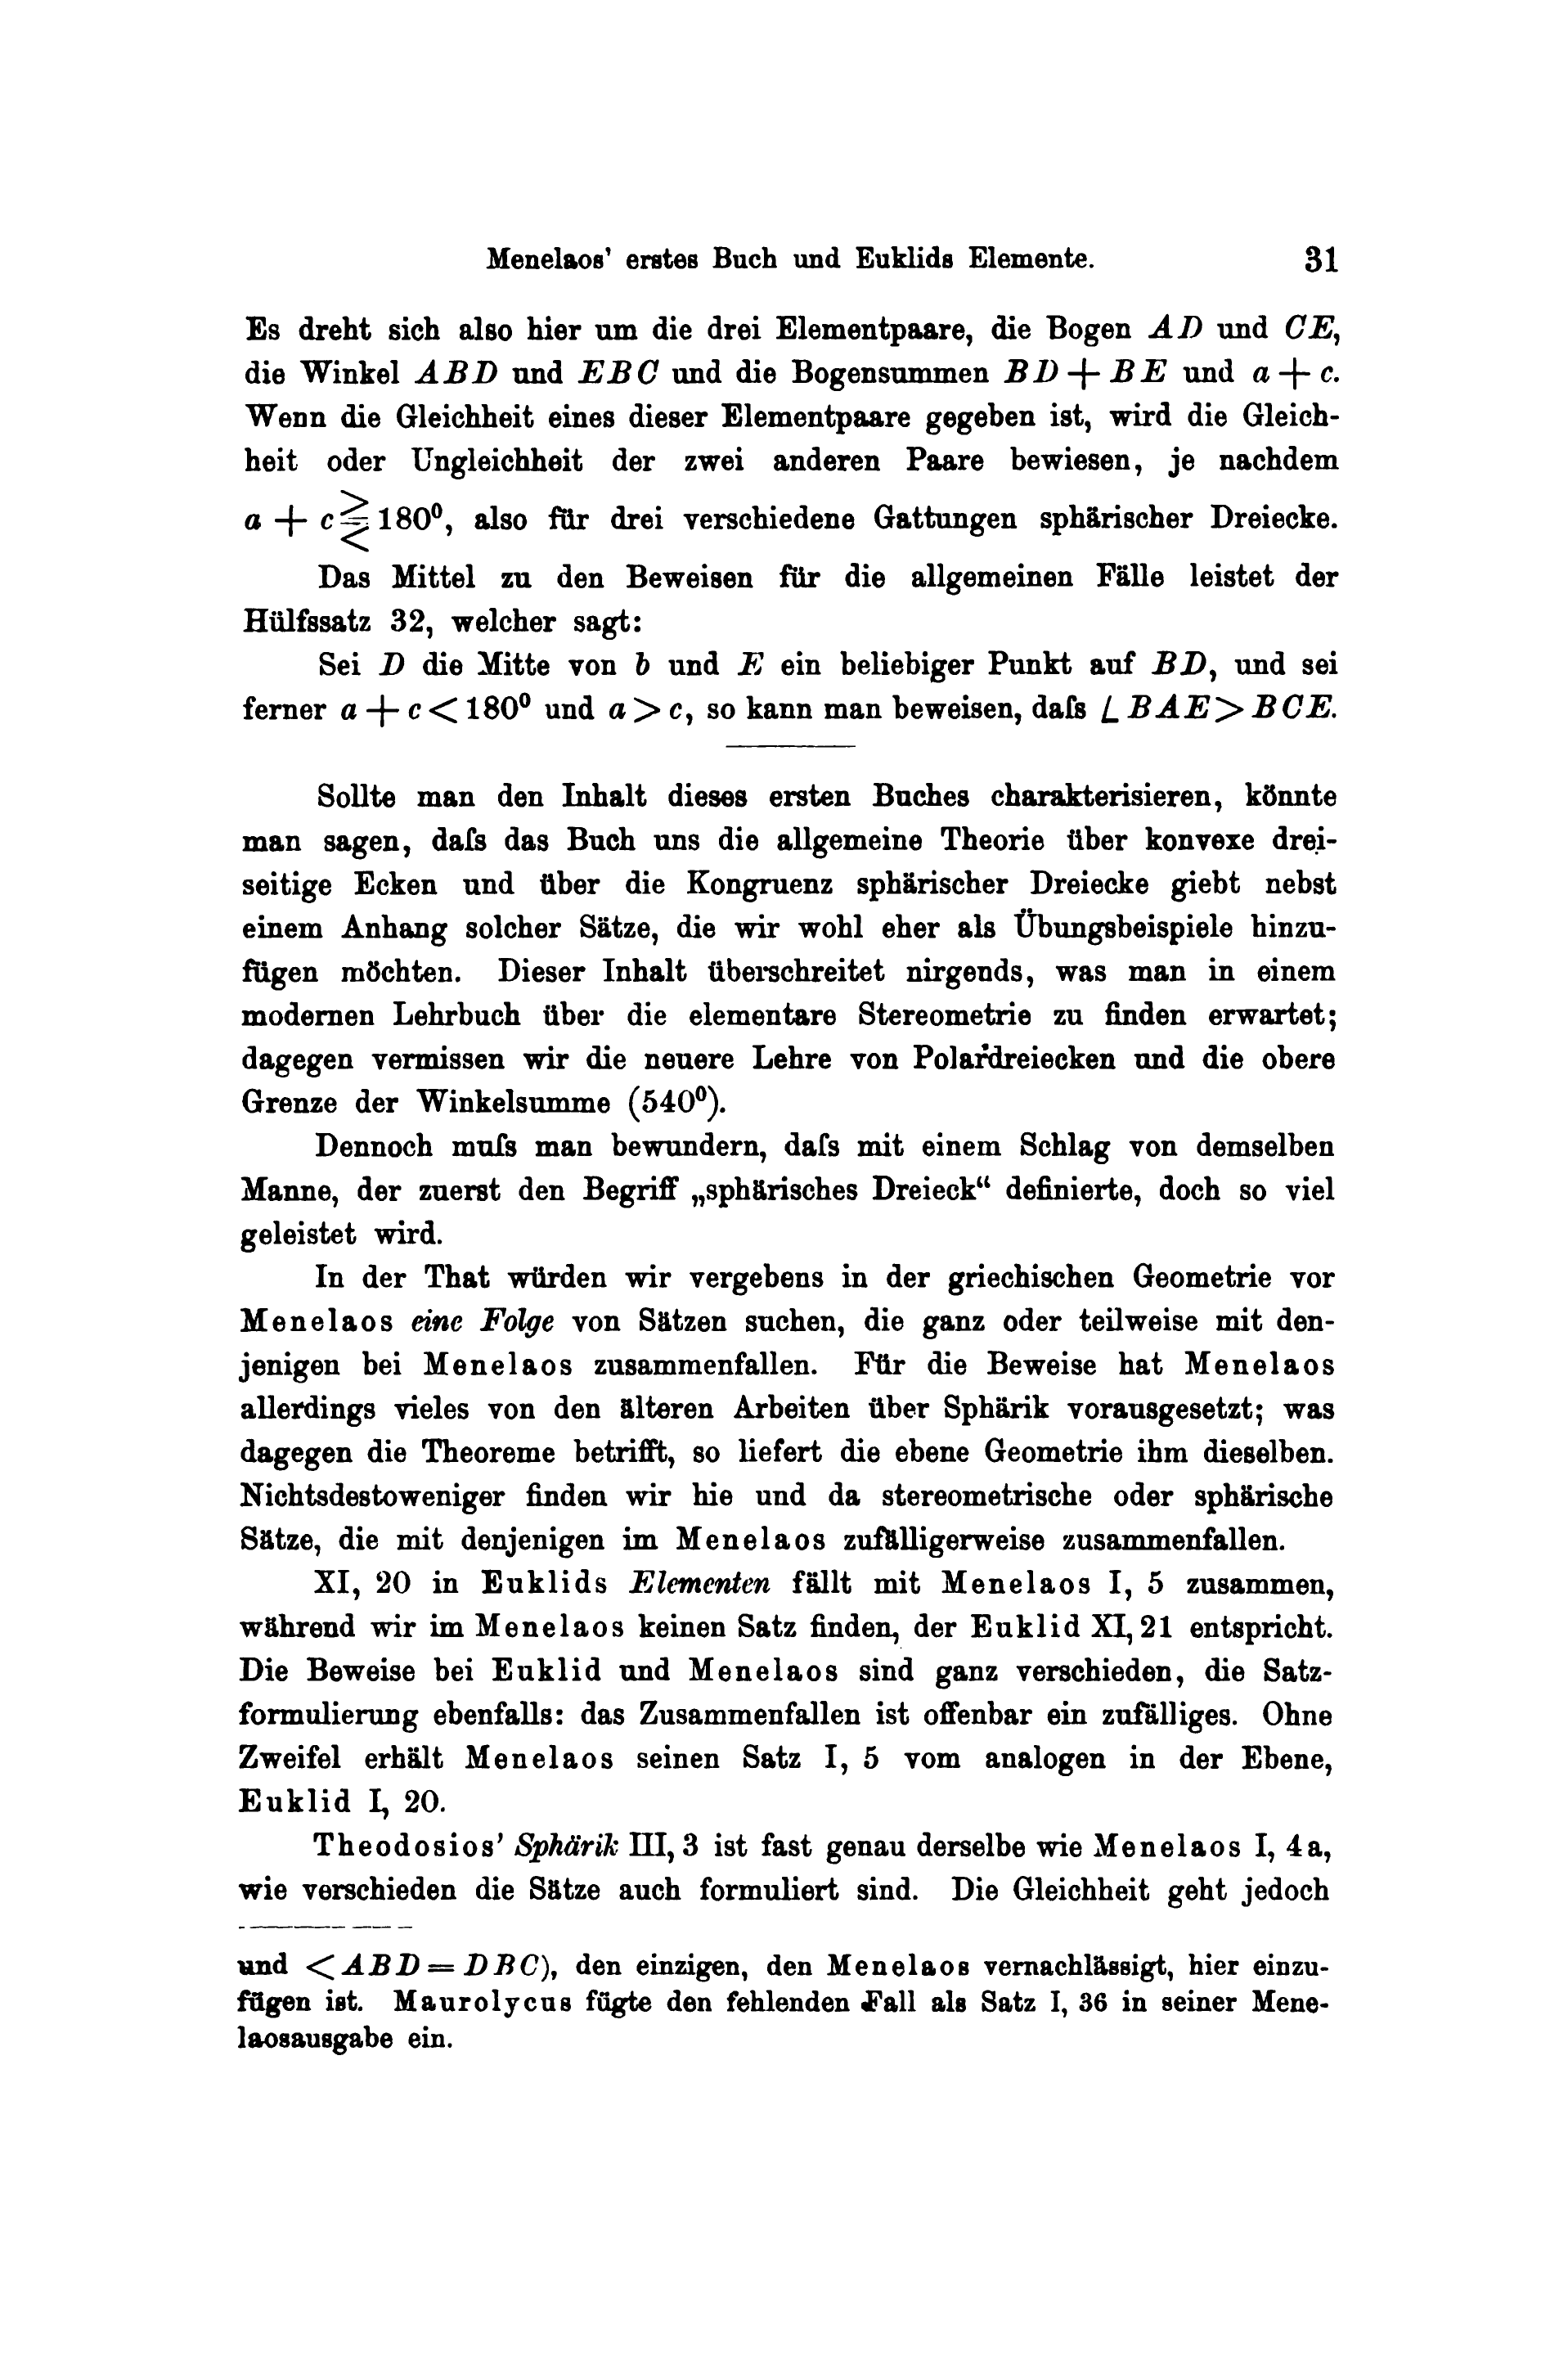 Menelaos' erstes Buch und Euklids Elemente. 31
Es dreht sich also hier um die drei Elementpaare, die Bogen AD und CE,
die Winkel ABD und EBC und die Bogensummen BD + BE und a + c.
Wenn die Gleichheit eines dieser Elementpaare gegeben ist, wird die Gleich-
heit oder Ungleichheit der zwei anderen Paare bewiesen, je nachdem
a + c ⪌ 180⁰, also für drei verschiedene Gattungen sphärischer Dreiecke.
Das Mittel zu den Beweisen für die allgemeinen Fälle leistet der
Hülfssatz 32, welcher sagt:
Sei D die Mitte von b und E ein beliebiger Punkt auf BD, und sei
ferner a + c < 180⁰ und a > c, so kann man beweisen, daſs ∟ BAE > BCE.
Sollte man den Inhalt dieses ersten Buches charakterisieren, könnte
man sagen, daſs das Buch uns die allgemeine Theorie über konvexe drei-
seitige Ecken und über die Kongruenz sphärischer Dreiecke giebt nebst
einem Anhang solcher Sätze, die wir wohl eher als Übungsbeispiele hinzu-
fügen möchten. Dieser Inhalt überschreitet nirgends, was man in einem
modernen Lehrbuch über die elementare Stereometrie zu finden erwartet;
dagegen vermissen wir die neuere Lehre von Polardreiecken und die obere
Grenze der Winkelsumme (540⁰).
Dennoch muſs man bewundern, daſs mit einem Schlag von demselben
Manne, der zuerst den Begriff „sphärisches Dreieck“ definierte, doch so viel
geleistet wird.
In der That würden wir vergebens in der griechischen Geometrie vor
Menelaos eine Folge von Sätzen suchen, die ganz oder teilweise mit den-
jenigen bei Menelaos zusammenfallen. Für die Beweise hat Menelaos
allerdings vieles von den älteren Arbeiten über Sphärik vorausgesetzt; was
dagegen die Theoreme betrifft, so liefert die ebene Geometrie ihm dieselben.
Nichtsdestoweniger finden wir hie und da stereometrische oder sphärische
Sätze, die mit denjenigen im Menelaos zufälligerweise zusammenfallen.
XI, 20 in Euklids Elementen fällt mit Menelaos I, 5 zusammen,
während wir im Menelaos keinen Satz finden, der Euklid XI, 21 entspricht.
Die Beweise bei Euklid und Menelaos sind ganz verschieden, die Satz-
formulierung ebenfalls: das Zusammenfallen ist offenbar ein zufälliges. Ohne
Zweifel erhält Menelaos seinen Satz I, 5 vom analogen in der Ebene,
Euklid I, 20.
Theodosios' Sphärik III, 3 ist fast genau derselbe wie Menelaos I, 4a,
wie verschieden die Sätze auch formuliert sind. Die Gleichheit geht jedoch
und < ABD = DBC), den einzigen, den Menelaos vernachlässigt, hier einzu-
fügen ist. Maurolycus fügte den fehlenden Fall als Satz I, 36 in seiner Mene-
laosausgabe ein.